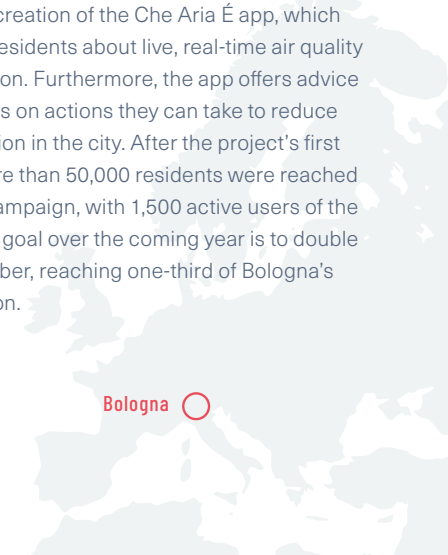 creation of the Che Aria É app, which
esidents about live, real-time air quality
on. Furthermore, the app offers advice
s on actions they can take to reduce
ion in the city. After the project’s first
re than 50,000 residents were reached
ampaign, with 1,500 active users of the
goal over the coming year is to double
ber, reaching one-third of Bologna’s
on.
Bologna